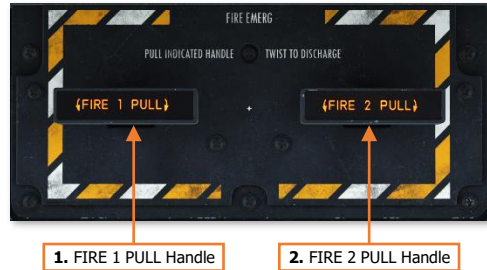 FIRE EMERG
PULL INDICATED HANDLE TWIST TO DISCHARGE
FIRE 1 PULL FIRE 2 PULL
1. FIRE 1 PULL Handle 2. FIRE 2 PULL Handle